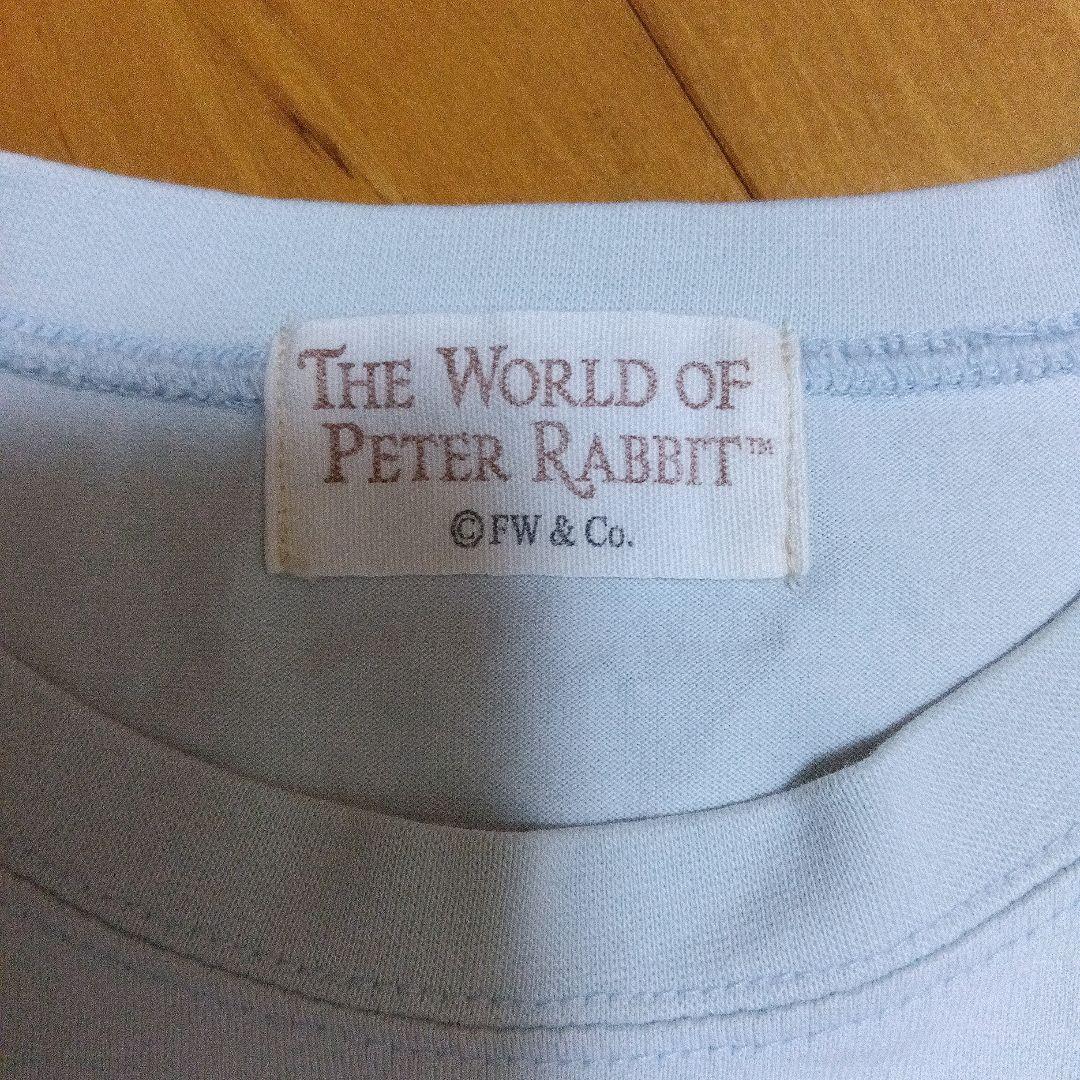 THE WORLD OF
PETER RABBIT™
©FW & Co.